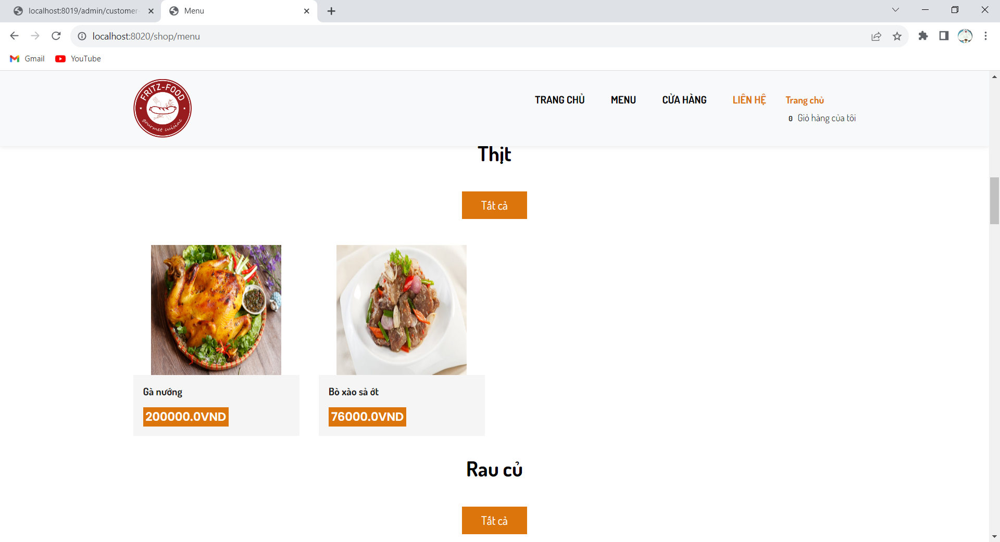 localhost:8019/admin/customer-
Menu
localhost:8020/shop/menu
Gmail
YouTube
FRITZ-FOOD
gourmet cuisine
TRANG CHỦ
MENU
CỬA HÀNG
LIÊN HỆ
Trang chủ
0 Giỏ hàng của tôi
Thịt
Tất cả
Gà nướng
200000.0VND
Bò xào sả ớt
76000.0VND
Rau củ
Tất cả